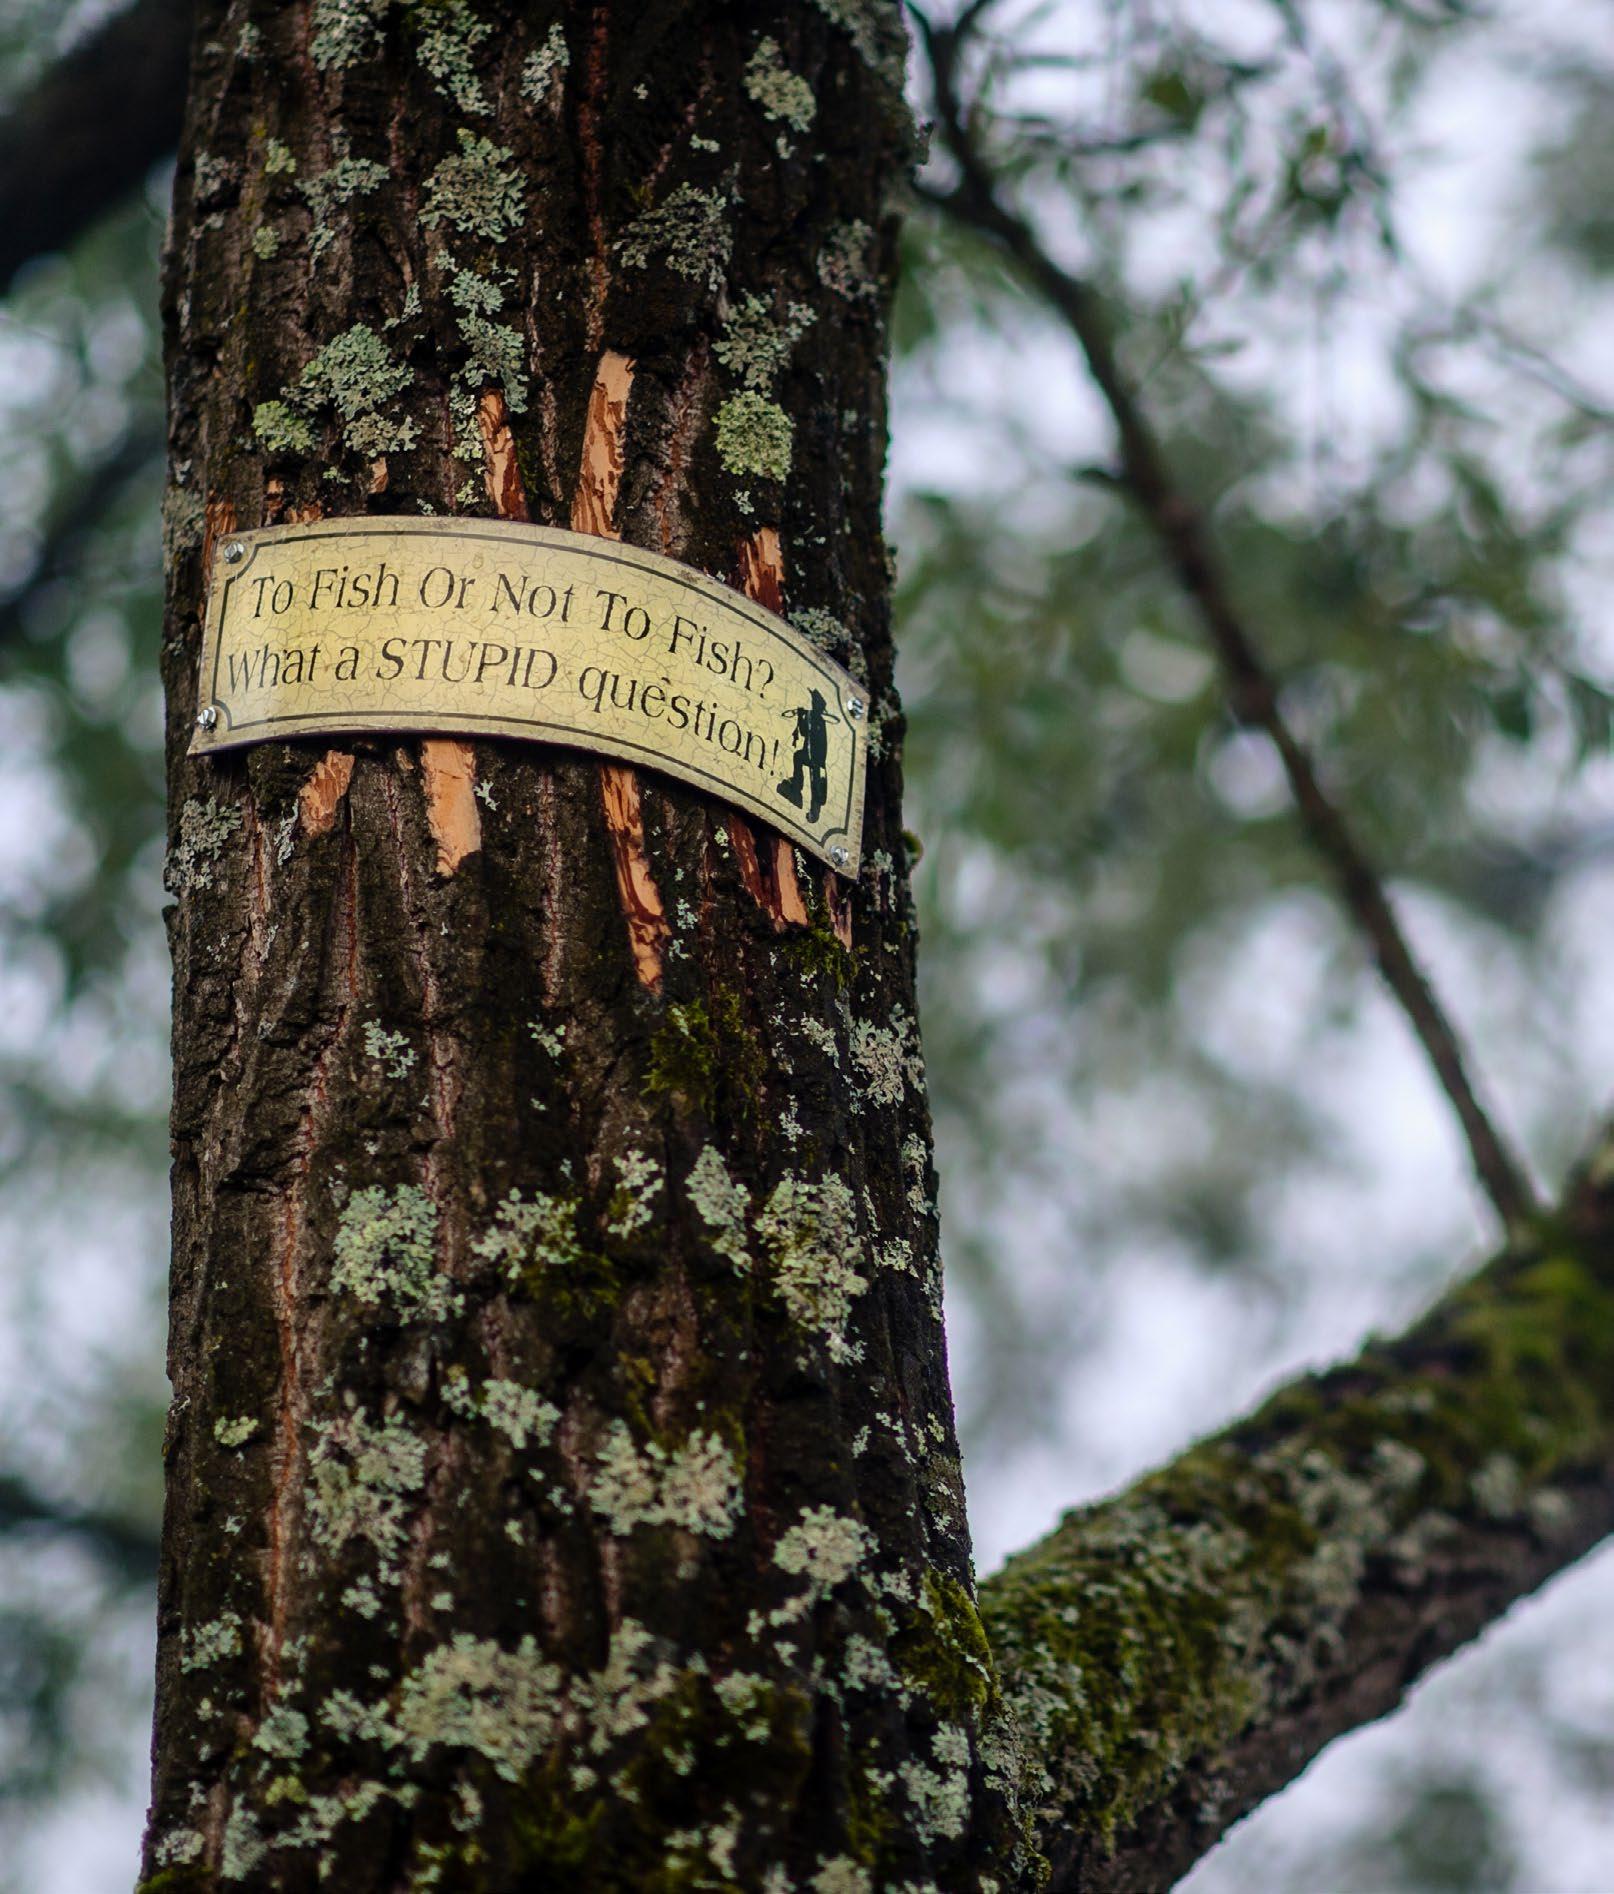 To Fish Or Not To Fish?
What a STUPID question!